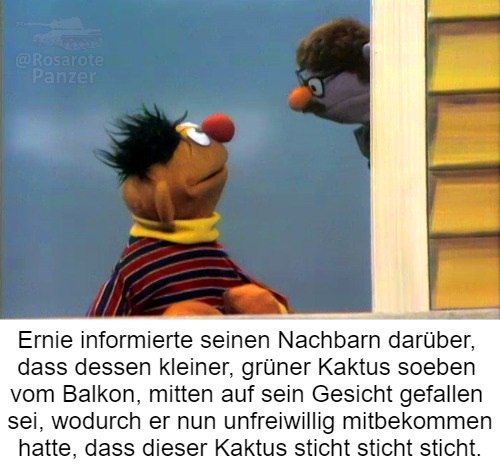 @Rosarote
Panzer
Ernie informierte seinen Nachbarn darüber,
dass dessen kleiner, grüner Kaktus soeben
vom Balkon, mitten auf sein Gesicht gefallen
sei, wodurch er nun unfreiwillig mitbekommen
hatte, dass dieser Kaktus sticht sticht sticht.